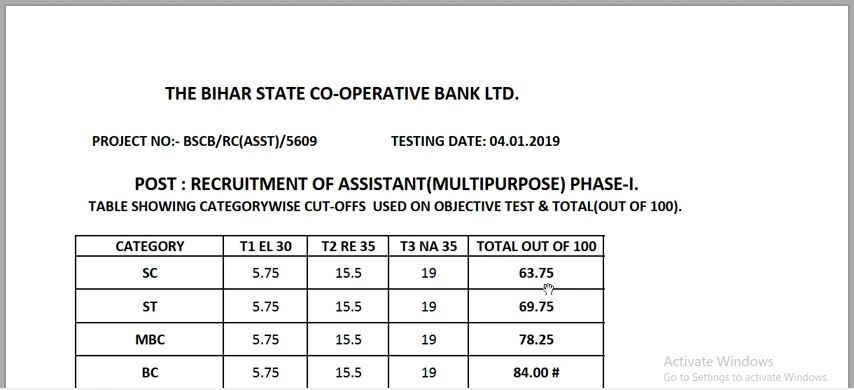 THE BIHAR STATE CO-OPERATIVE BANK LTD.
PROJECT NO:- BSCB/RC(ASST)/5609 TESTING DATE: 04.01.2019
POST : RECRUITMENT OF ASSISTANT(MULTIPURPOSE) PHASE-I.
TABLE SHOWING CATEGORYWISE CUT-OFFS USED ON OBJECTIVE TEST & TOTAL(OUT OF 100).
CATEGORY T1 EL 30 T2 RE 35 T3 NA 35 TOTAL OUT OF 100
SC 5.75 15.5 19 63.75
ST 5.75 15.5 19 69.75
MBC 5.75 15.5 19 78.25
BC 5.75 15.5 19 84.00 #
Activate Windows
Go to Settings to activate Windows.